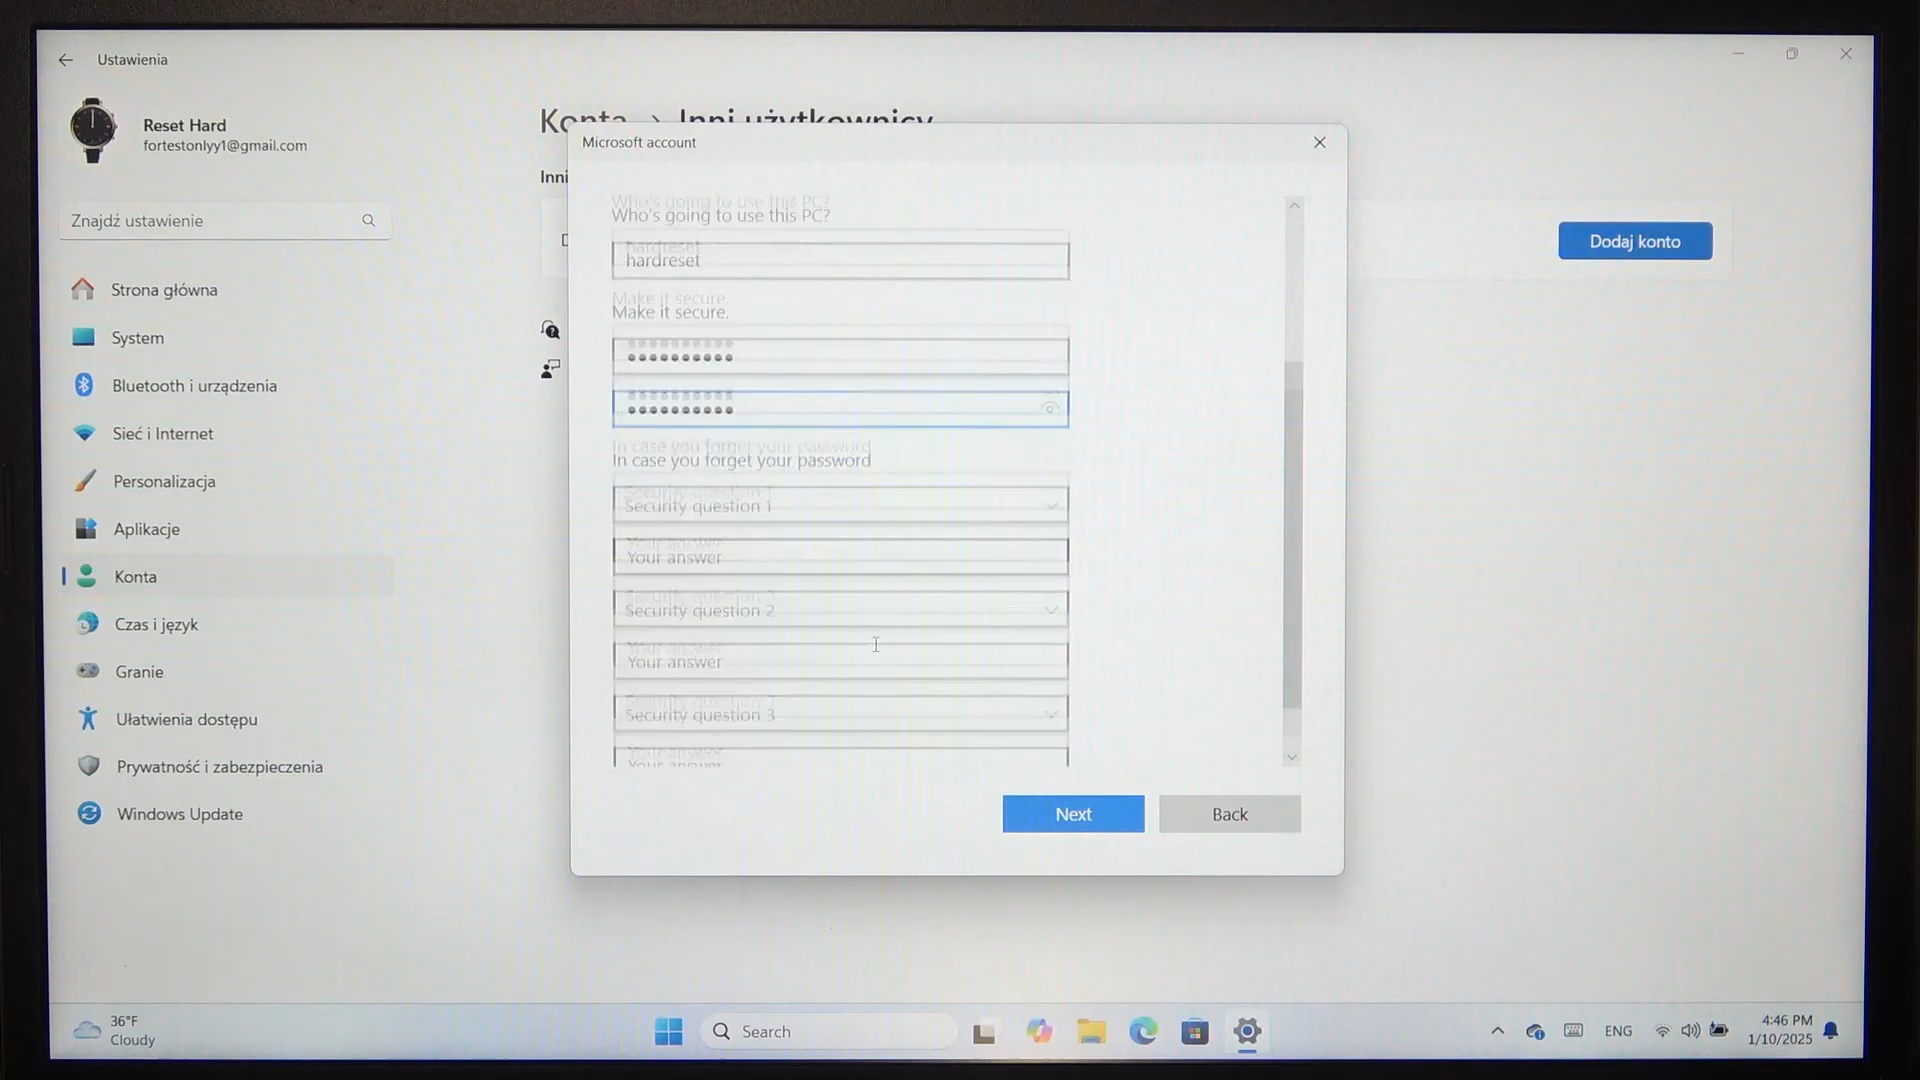 Ustawienia
Reset Hard
fortestonlyy1@gmail.com
Znajdź ustawienie
Strona główna
System
Bluetooth i urządzenia
Sieć i Internet
Personalizacja
Aplikacje
Konta
Czas i język
Granie
Ułatwienia dostępu
Prywatność i zabezpieczenia
Windows Update
Konta > Inni użytkownicy
Inni
Dodaj konto
Microsoft account
Who's going to use this PC?
hardreset
Make it secure.
In case you forget your password
Security question 1
Your answer
Security question 2
Your answer
Security question 3
Your answer
Next
Back
36°F
Cloudy
Search
ENG
4:46 PM
1/10/2025